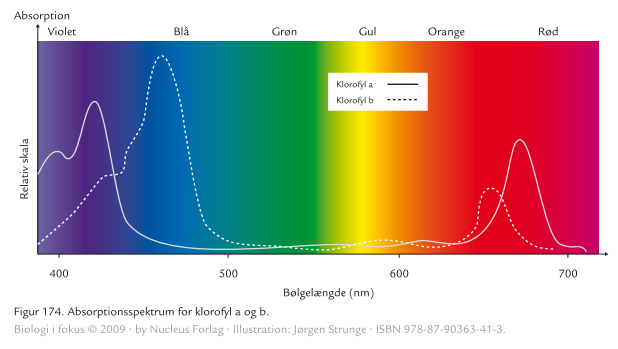 Absorption
Violet Blå Grøn Gul Orange Rød
Klorofyl a
Klorofyl b
Relativ skala
400 500 600 700
Bølgelængde (nm)
Figur 174. Absorptionsspektrum for klorofyl a og b.
Biologi i fokus © 2009 · by Nucleus Forlag · Illustration: Jørgen Strunge · ISBN 978-87-90363-41-3.